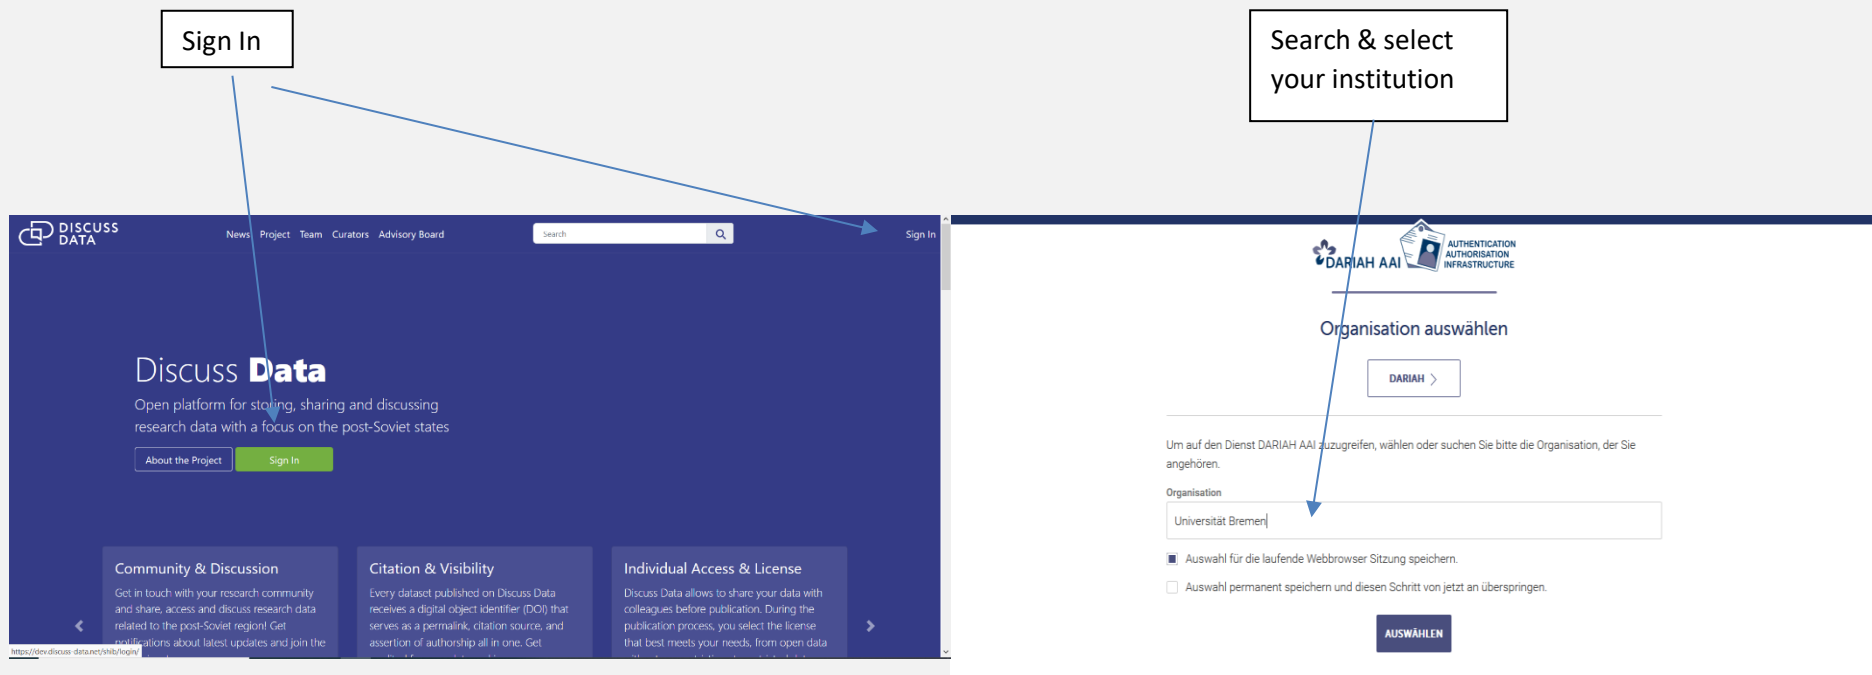 Sign In
Search & select
your institution
DISCUSS
DATA
News Project Team Curators Advisory Board
Search
Sign In
Discuss Data
Open platform for storing, sharing and discussing
research data with a focus on the post-Soviet states
About the Project
Sign In
Community & Discussion
Get in touch with your research community
and share, access and discuss research data
related to the post-Soviet region! Get
notifications about latest updates and join the
Citation & Visibility
Every dataset published on Discuss Data
receives a digital object identifier (DOI) that
serves as a permalink, citation source, and
assertion of authorship all in one. Get
Individual Access & License
Discuss Data allows to share your data with
colleagues before publication. During the
publication process, you select the license
that best meets your needs, from open data
https://dev.discuss-data.net/shib/login/
DARIAH AAI
AUTHENTICATION
AUTHORISATION
INFRASTRUCTURE
Organisation auswählen
DARIAH
Um auf den Dienst DARIAH AAI zuzugreifen, wählen oder suchen Sie bitte die Organisation, der Sie
angehören.
Organisation
Universität Bremen
Auswahl für die laufende Webbrowser Sitzung speichern.
Auswahl permanent speichern und diesen Schritt von jetzt an überspringen.
AUSWÄHLEN